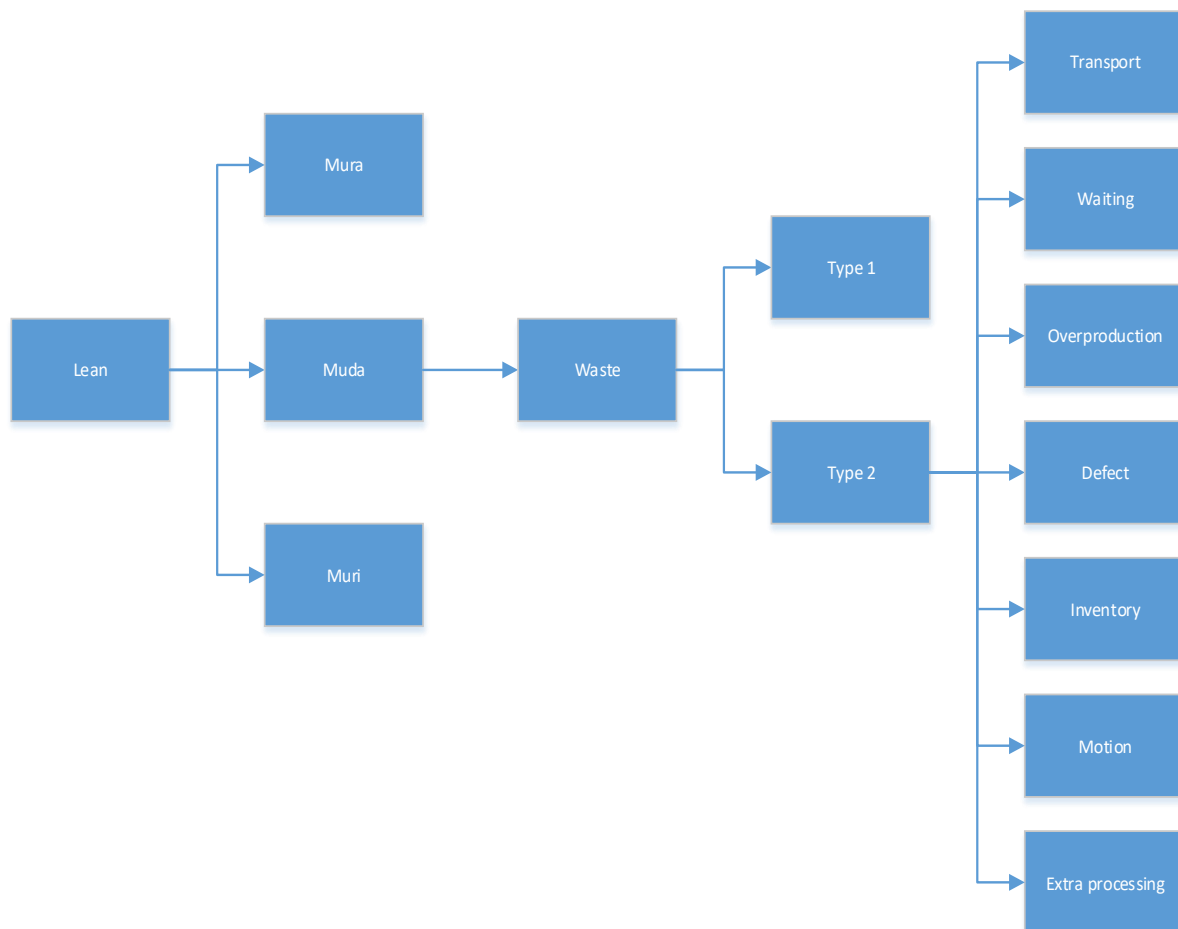 Lean
Mura
Muda
Muri
Waste
Type 1
Type 2
Transport
Waiting
Overproduction
Defect
Inventory
Motion
Extra processing